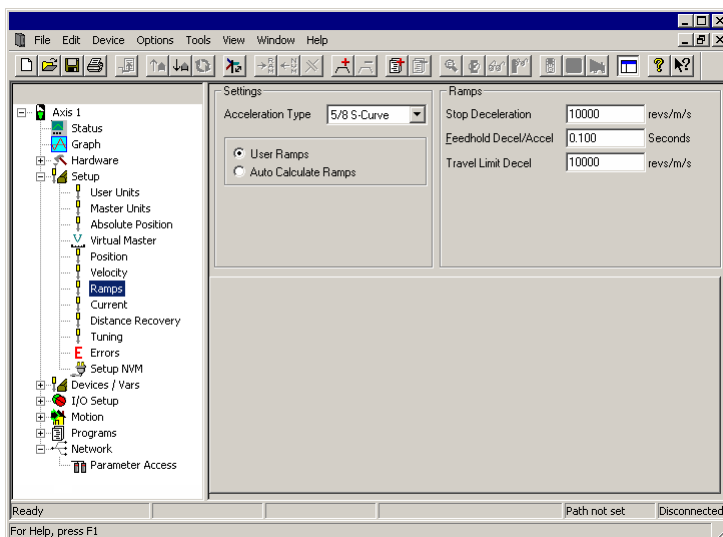 File Edit Device Options Tools View Window Help
Axis 1
Status
Graph
Hardware
Setup
User Units
Master Units
Absolute Position
Virtual Master
Position
Velocity
Ramps
Current
Distance Recovery
Tuning
E Errors
Setup NVM
Devices / Vars
I/O Setup
Motion
Programs
Network
Parameter Access
Settings
Acceleration Type 5/8 S-Curve
User Ramps
Auto Calculate Ramps
Ramps
Stop Deceleration 10000 revs/m/s
Feedhold Decel/Accel 0.100 Seconds
Travel Limit Decel 10000 revs/m/s
Ready Path not set Disconnected
For Help, press F1